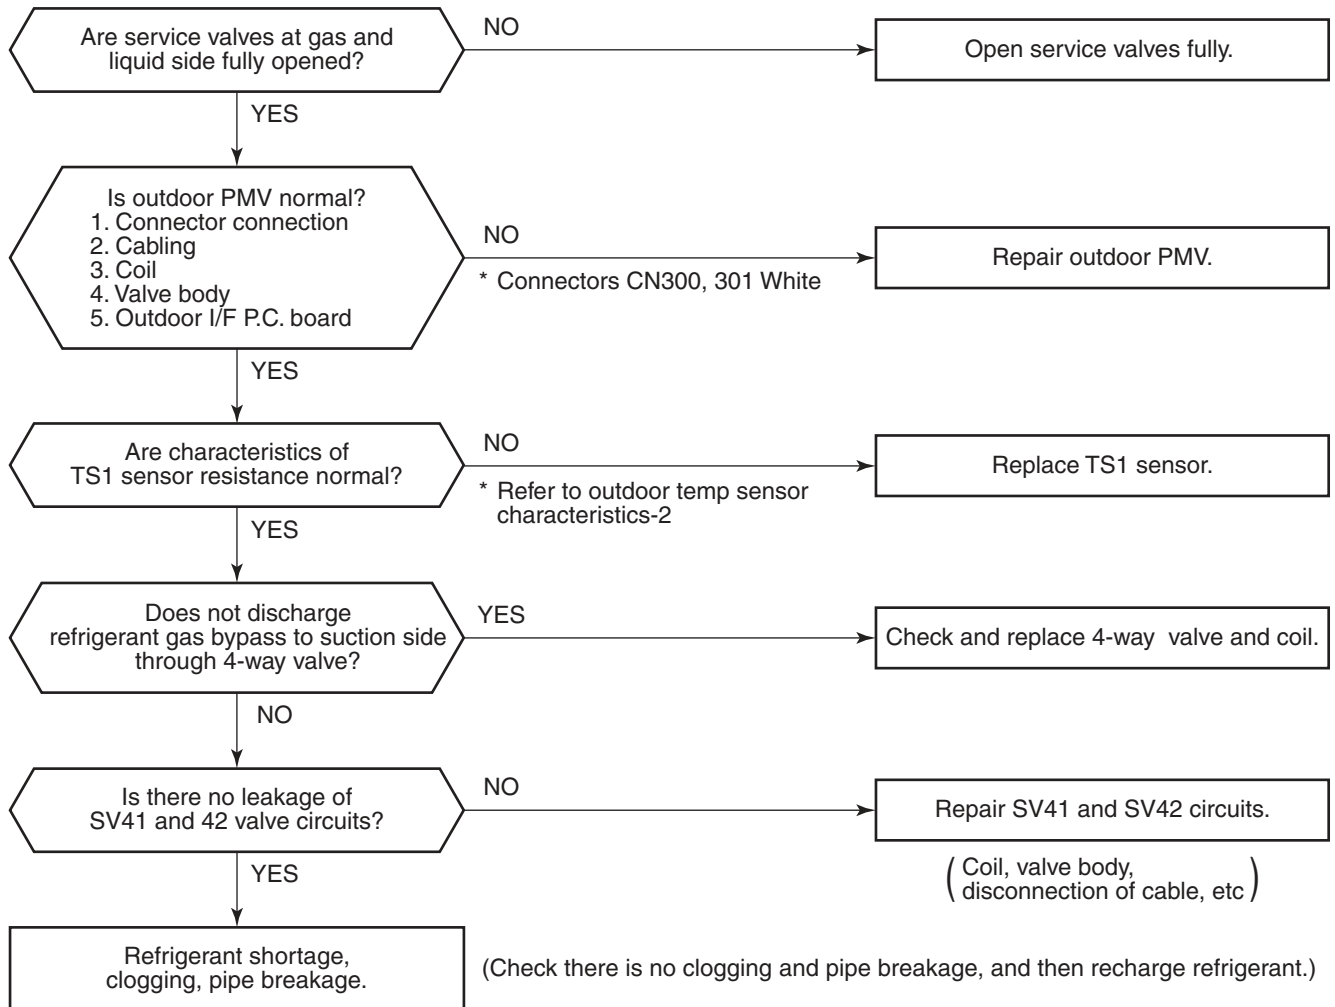 Are service valves at gas and
liquid side fully opened?
NO
Open service valves fully.
YES
Is outdoor PMV normal?
1. Connector connection
2. Cabling
3. Coil
4. Valve body
5. Outdoor I/F P.C. board
NO
* Connectors CN300, 301 White
Repair outdoor PMV.
YES
Are characteristics of
TS1 sensor resistance normal?
NO
* Refer to outdoor temp sensor
characteristics-2
Replace TS1 sensor.
YES
Does not discharge
refrigerant gas bypass to suction side
through 4-way valve?
YES
Check and replace 4-way valve and coil.
NO
Is there no leakage of
SV41 and 42 valve circuits?
NO
Repair SV41 and SV42 circuits.
(Coil, valve body,
disconnection of cable, etc)
YES
Refrigerant shortage,
clogging, pipe breakage.
(Check there is no clogging and pipe breakage, and then recharge refrigerant.)